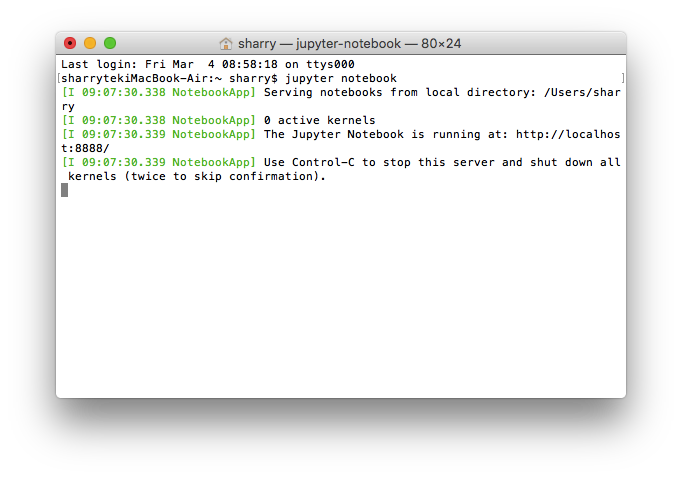 sharry — jupyter-notebook — 80×24
Last login: Fri Mar  4 08:58:18 on ttys000
[sharrytekiMacBook-Air:~ sharry$ jupyter notebook ]
[I 09:07:30.338 NotebookApp] Serving notebooks from local directory: /Users/shar
ry
[I 09:07:30.338 NotebookApp] 0 active kernels
[I 09:07:30.339 NotebookApp] The Jupyter Notebook is running at: http://localhos
t:8888/
[I 09:07:30.339 NotebookApp] Use Control-C to stop this server and shut down all
 kernels (twice to skip confirmation).